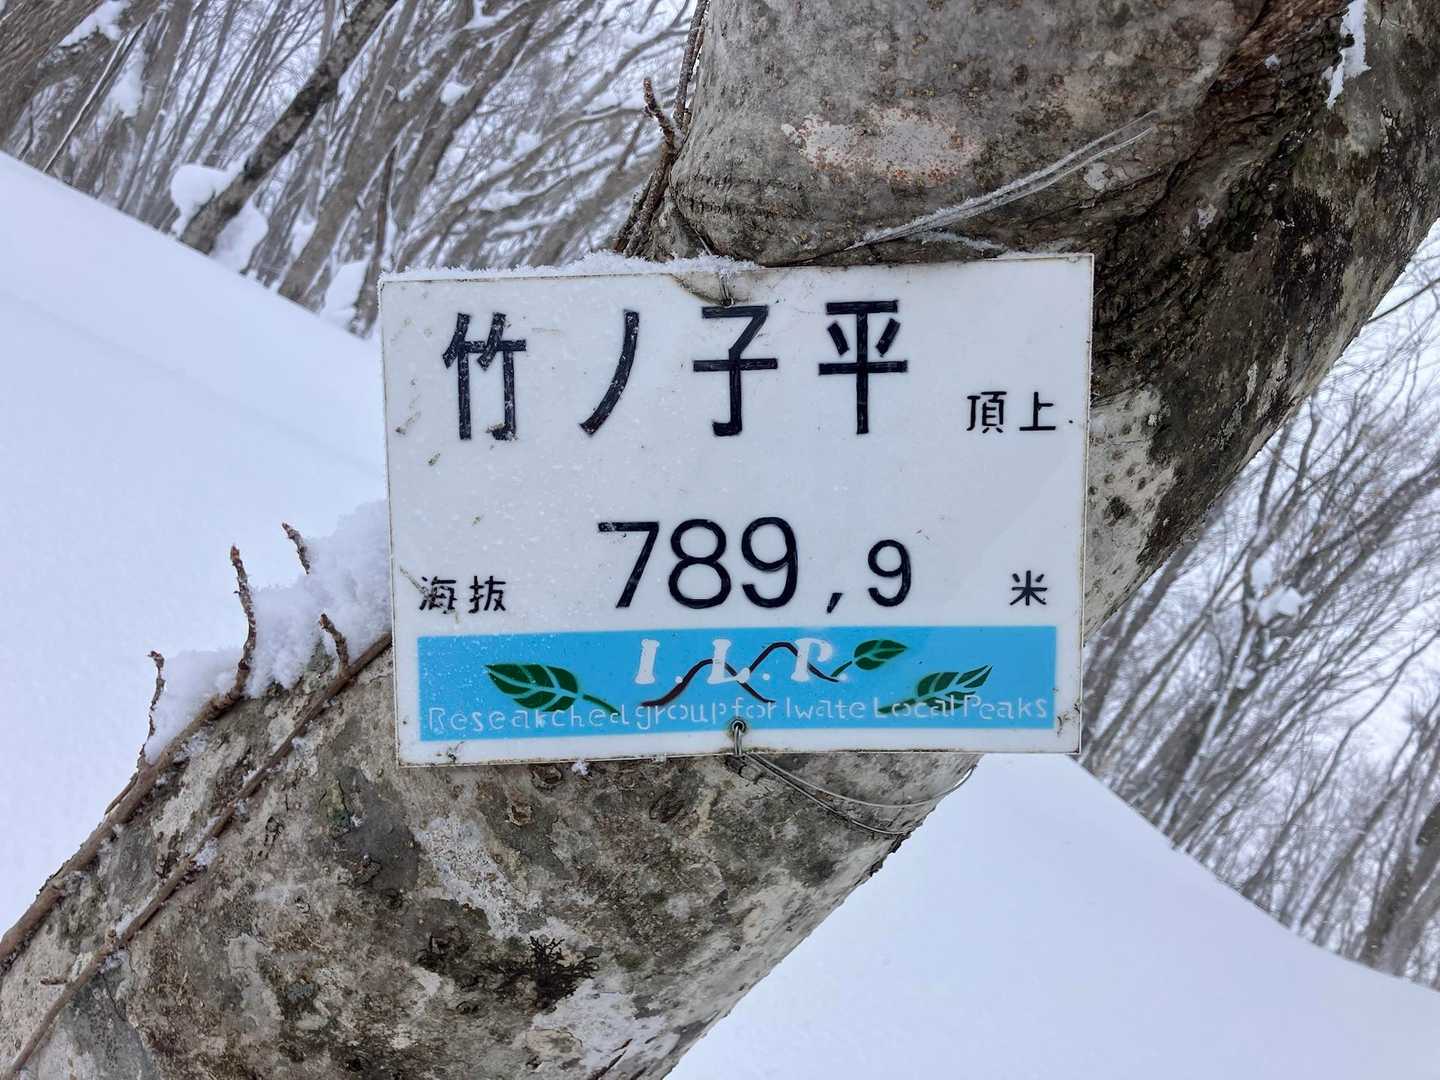 竹ノ子平 頂上
海抜 789,9 米
I.L.P.
Researched group for Iwate Local Peaks